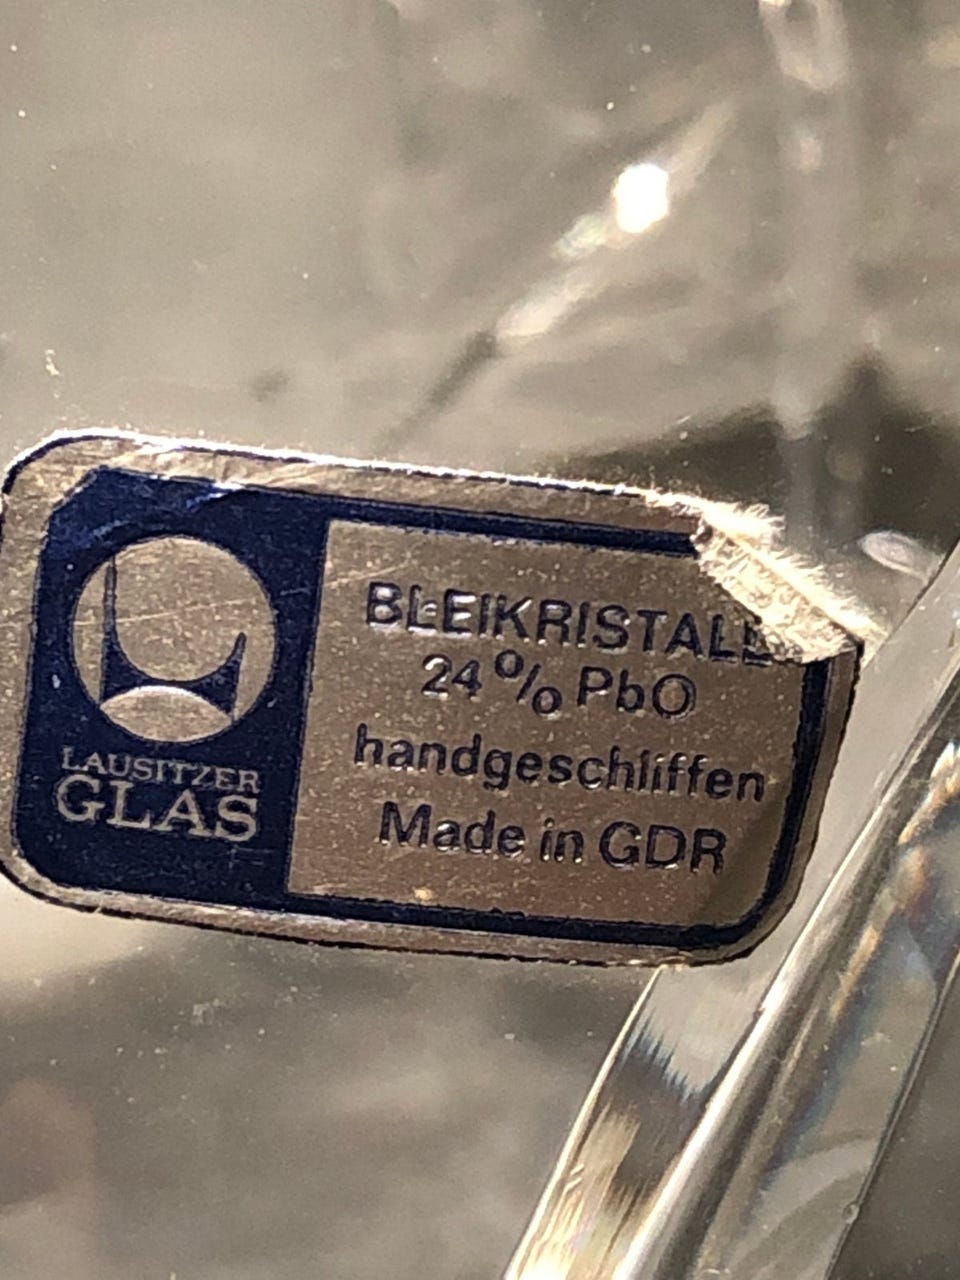 LAUSITZER
GLAS
BLEIKRISTALL
24% PbO
handgeschliffen
Made in GDR